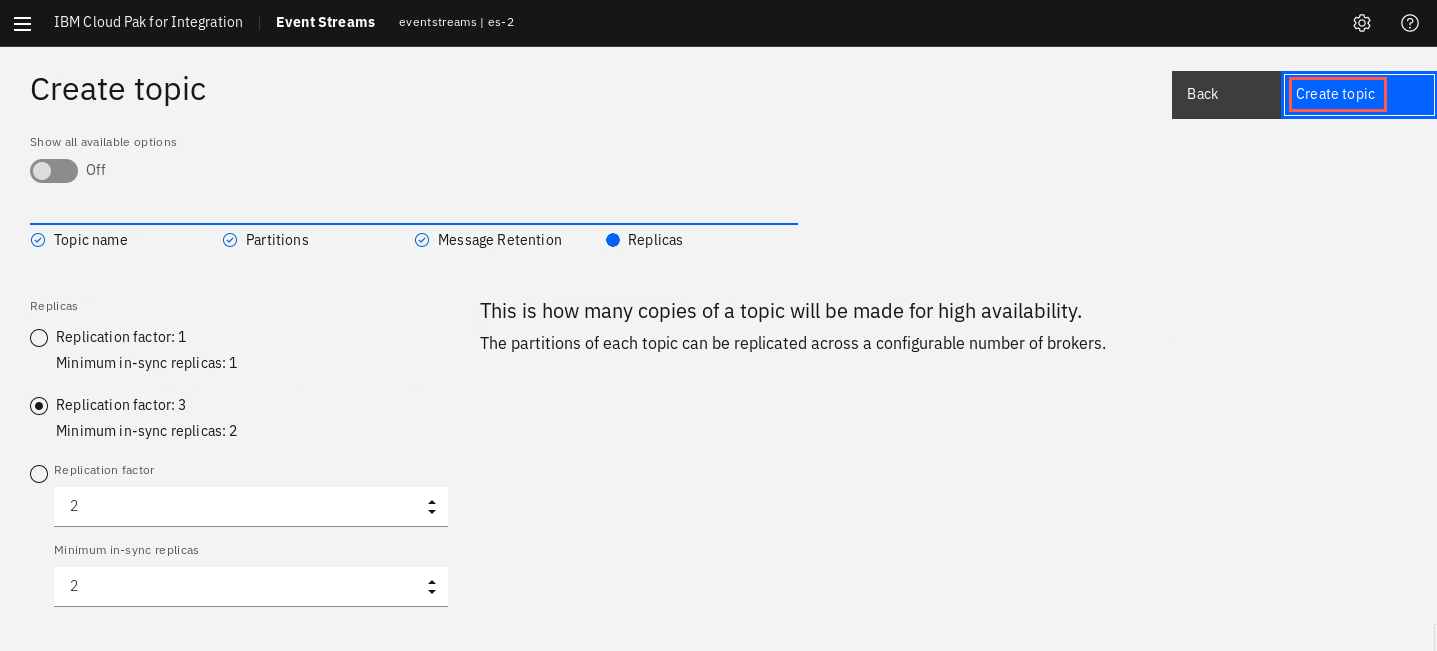 IBM Cloud Pak for Integration
Event Streams
eventstreams | es-2
Create topic
Back
Create topic
Show all available options
Off
Topic name
Partitions
Message Retention
Replicas
Replicas
Replication factor: 1
Minimum in-sync replicas: 1
Replication factor: 3
Minimum in-sync replicas: 2
Replication factor
2
Minimum in-sync replicas
2
This is how many copies of a topic will be made for high availability.
The partitions of each topic can be replicated across a configurable number of brokers.